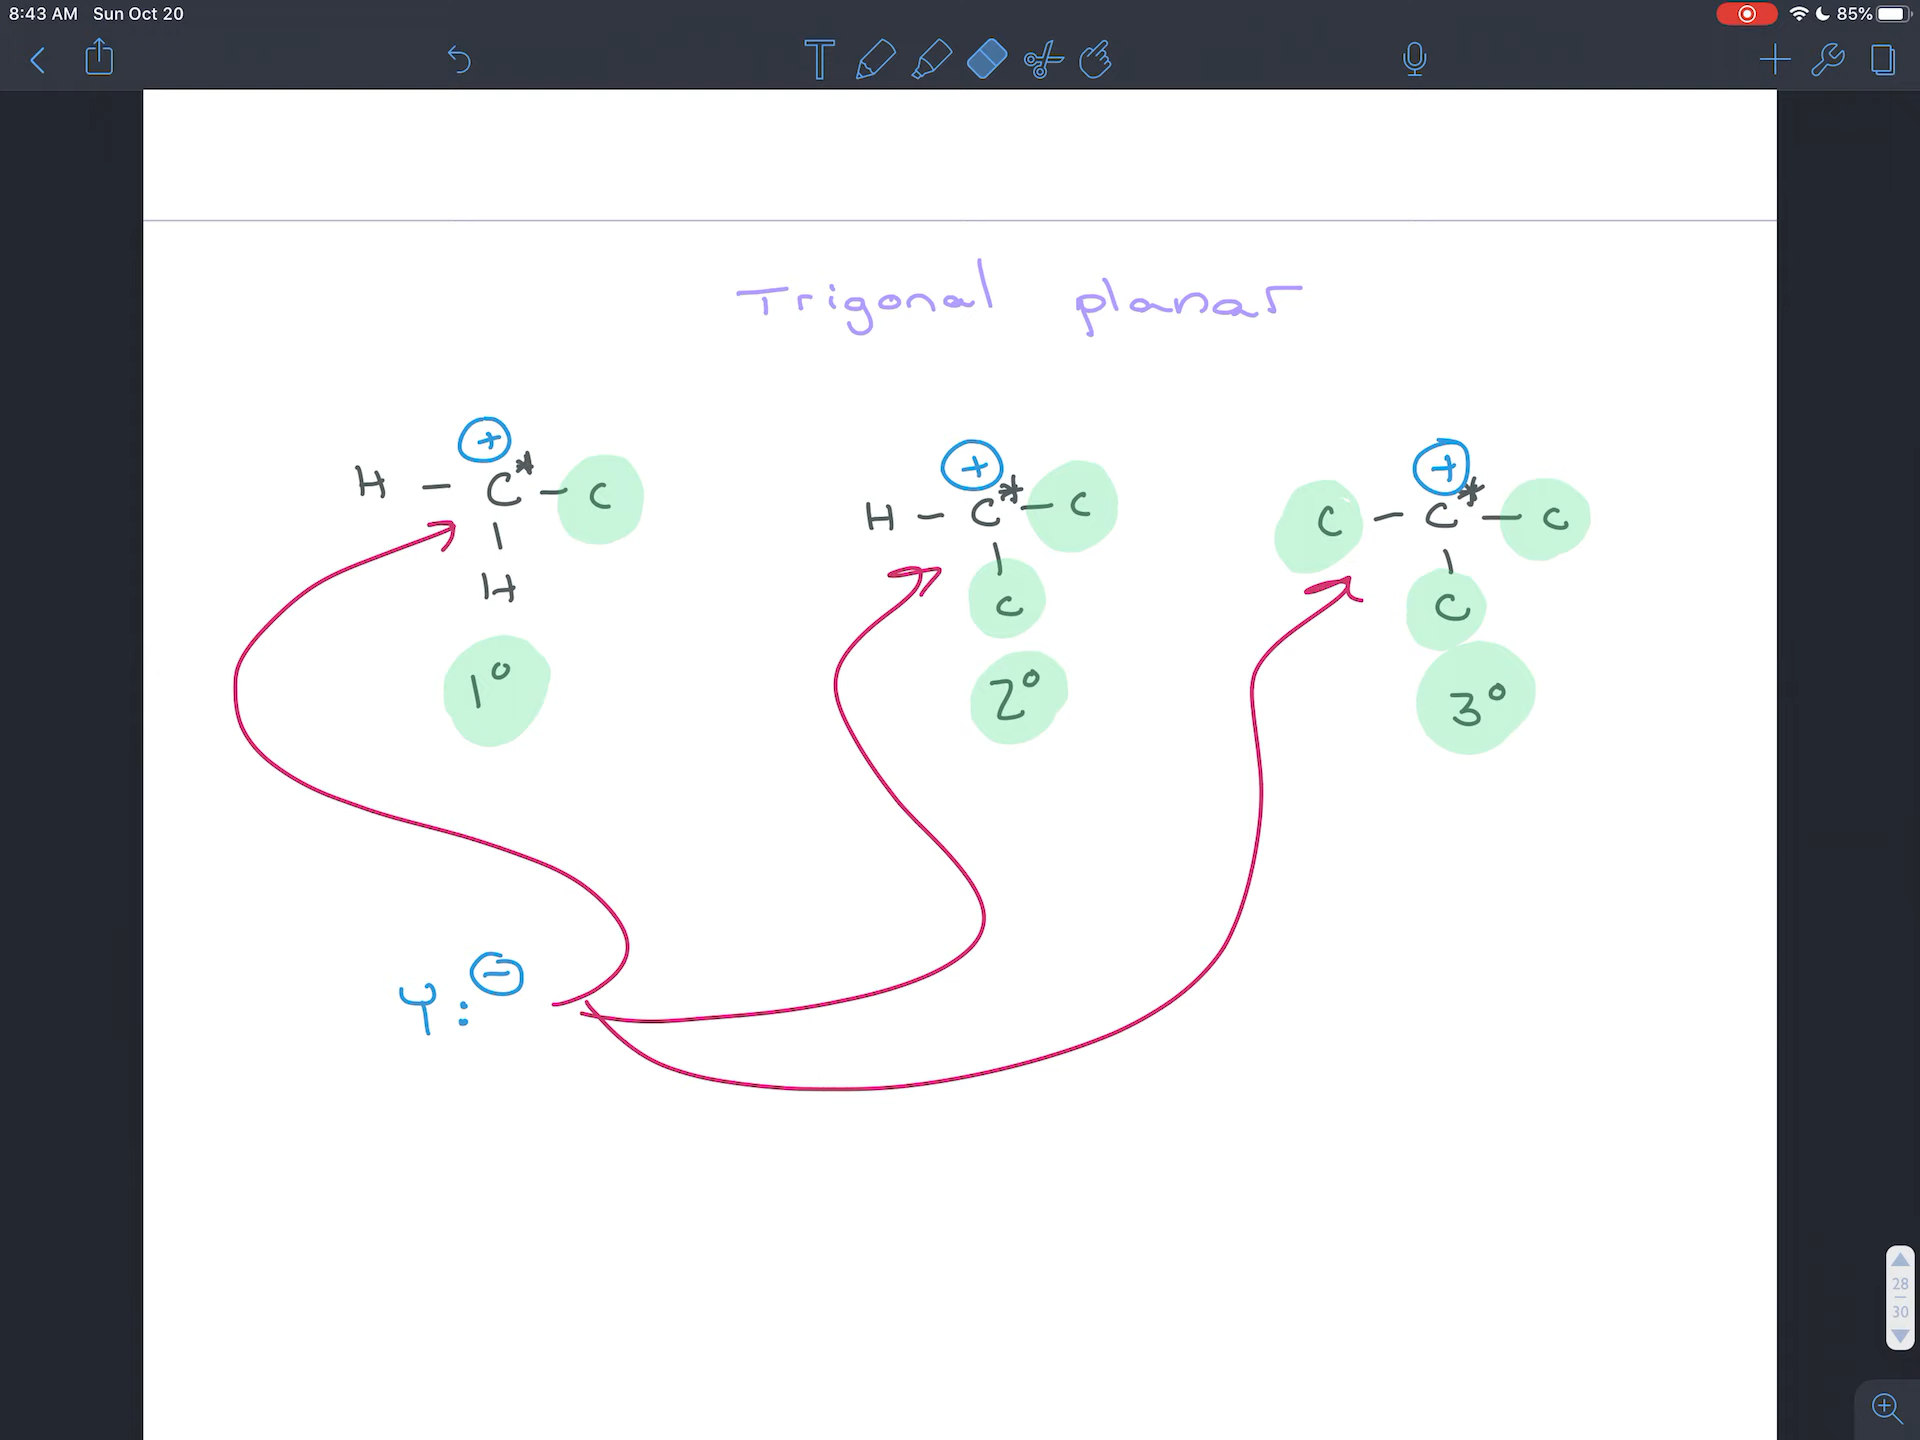 8:43 AM Sun Oct 20 85%
T
Trigonal planar
+ + +
H – C* – C H – C* – C C – C* – C
H C C
1° 2° 3°
Y: –
28
30